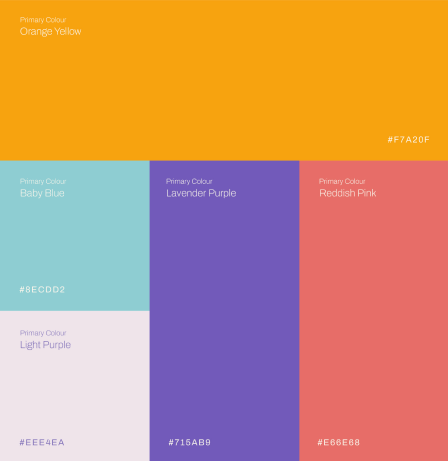 Primary Colour
Orange Yellow
#F7A20F
Primary Colour
Baby Blue
#8ECDD2
Primary Colour
Lavender Purple
#715AB9
Primary Colour
Reddish Pink
#E66E68
Primary Colour
Light Purple
#EEE4EA